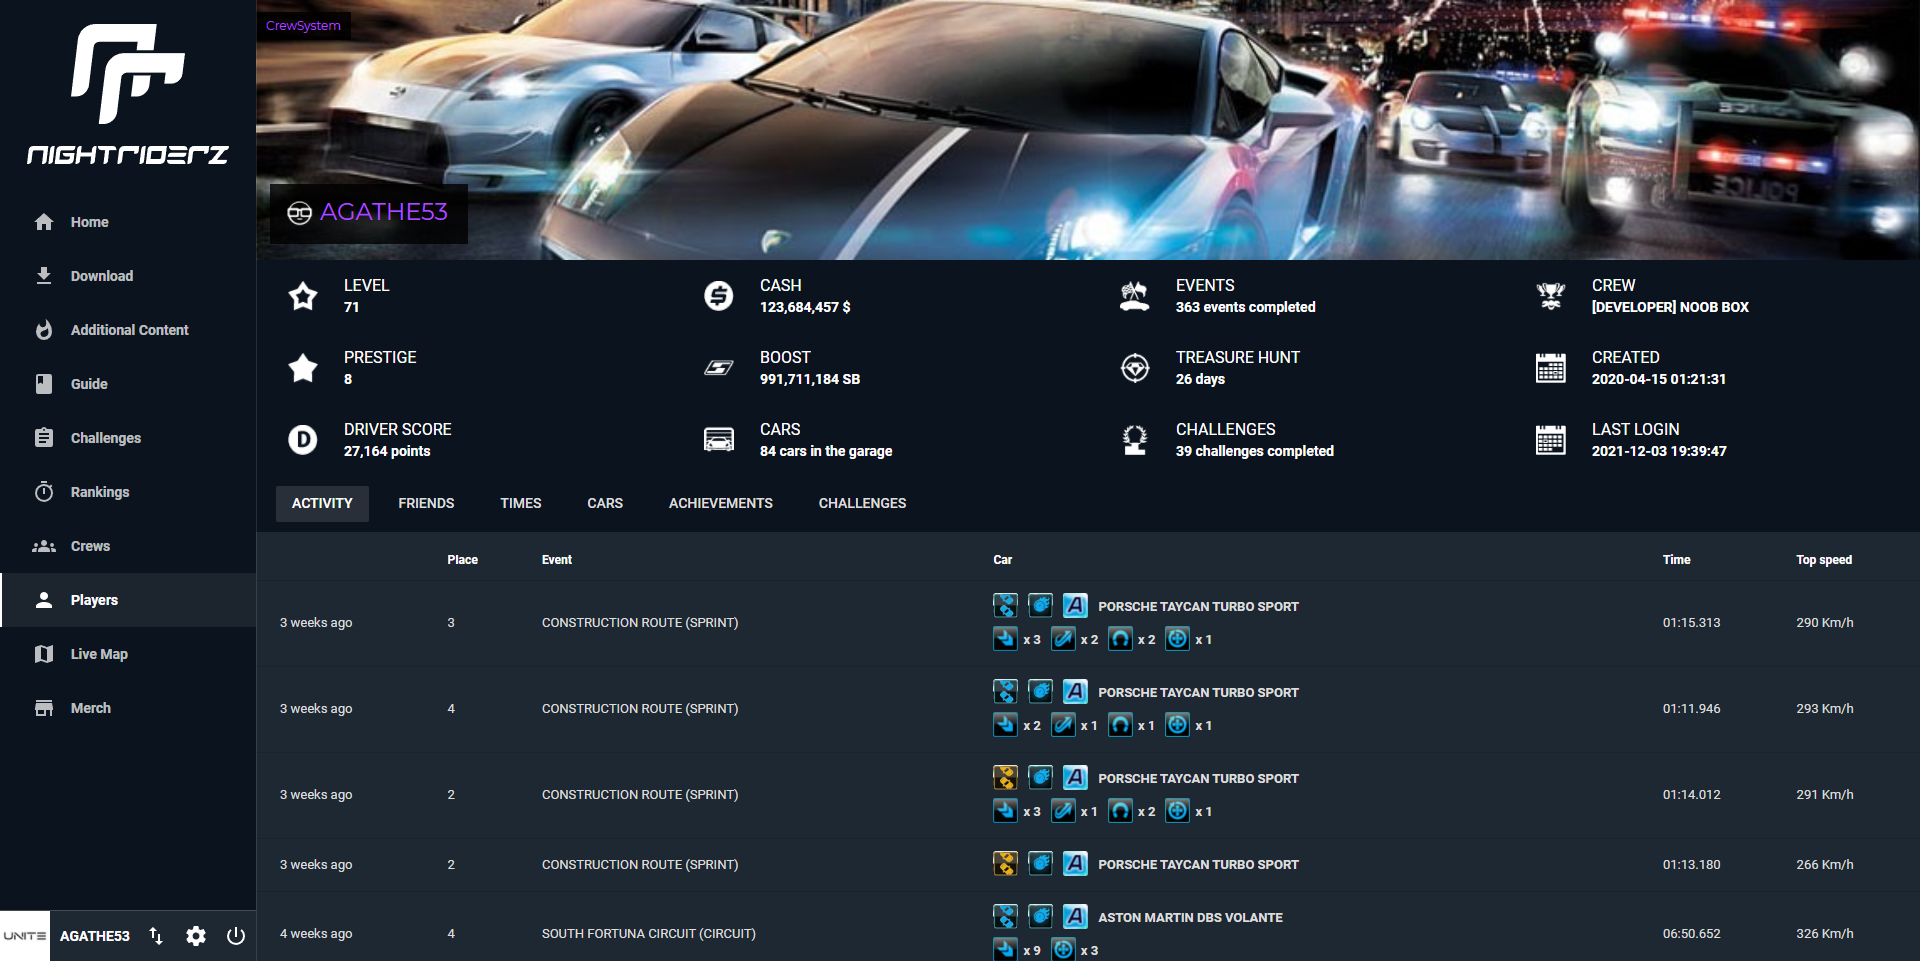 NIGHTRIDERZ
Home
Download
Additional Content
Guide
Challenges
Rankings
Crews
Players
Live Map
Merch
UNITE
AGATHE53
CrewSystem
POLICE
POLICE
AGATHE53
LEVEL
71
CASH
123,684,457 $
EVENTS
363 events completed
CREW
[DEVELOPER] NOOB BOX
PRESTIGE
8
BOOST
991,711,184 SB
TREASURE HUNT
26 days
CREATED
2020-04-15 01:21:31
DRIVER SCORE
27,164 points
CARS
84 cars in the garage
CHALLENGES
39 challenges completed
LAST LOGIN
2021-12-03 19:39:47
ACTIVITY FRIENDS TIMES CARS ACHIEVEMENTS CHALLENGES
Place Event Car Time Top speed
3 weeks ago 3 CONSTRUCTION ROUTE (SPRINT) A PORSCHE TAYCAN TURBO SPORT 01:15.313 290 Km/h
x 3 x 2 x 2 x 1
3 weeks ago 4 CONSTRUCTION ROUTE (SPRINT) A PORSCHE TAYCAN TURBO SPORT 01:11.946 293 Km/h
x 2 x 1 x 1 x 1
3 weeks ago 2 CONSTRUCTION ROUTE (SPRINT) A PORSCHE TAYCAN TURBO SPORT 01:14.012 291 Km/h
x 3 x 1 x 2 x 1
3 weeks ago 2 CONSTRUCTION ROUTE (SPRINT) A PORSCHE TAYCAN TURBO SPORT 01:13.180 266 Km/h
4 weeks ago 4 SOUTH FORTUNA CIRCUIT (CIRCUIT) A ASTON MARTIN DBS VOLANTE 06:50.652 326 Km/h
x 9 x 3